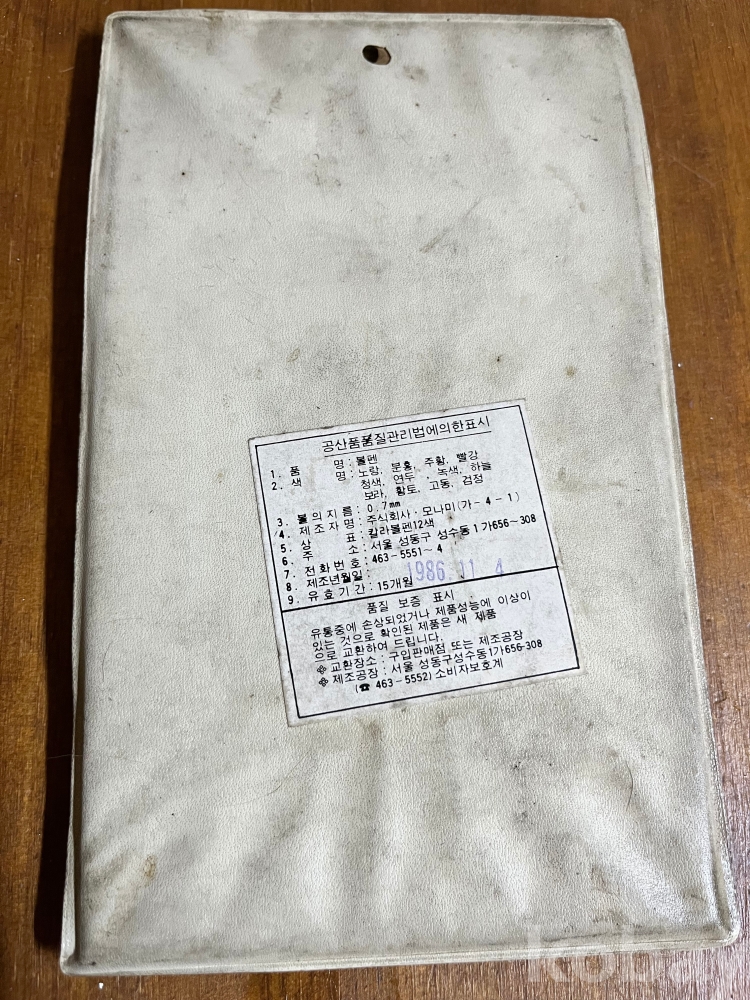 공산품품질관리법에의한표시
1. 품 명 : 볼펜
2. 색 명 : 노랑, 분홍, 주황, 빨강
청색, 연두, 녹색, 하늘
보라, 황토, 고동, 검정
3. 볼의지름 : 0.7mm
4. 제조자명 : 주식회사·모나미(가-4-1)
5. 상 표 : 칼라볼펜12색
6. 주 소 : 서울 성동구 성수동1가656~308
7. 전화번호 : 463-5551~4
8. 제조년월일 : 1986.11 4
9. 유효기간 : 15개월
품질 보증 표시
유통중에 손상되었거나 제품성능에 이상이
있는 것으로 확인된 제품은 새 제품
으로 교환하여 드립니다.
※ 교환장소 : 구입판매점 또는 제조공장
※ 제조공장 : 서울 성동구성수동1가656-308
(☎ 463-5552) 소비자보호계